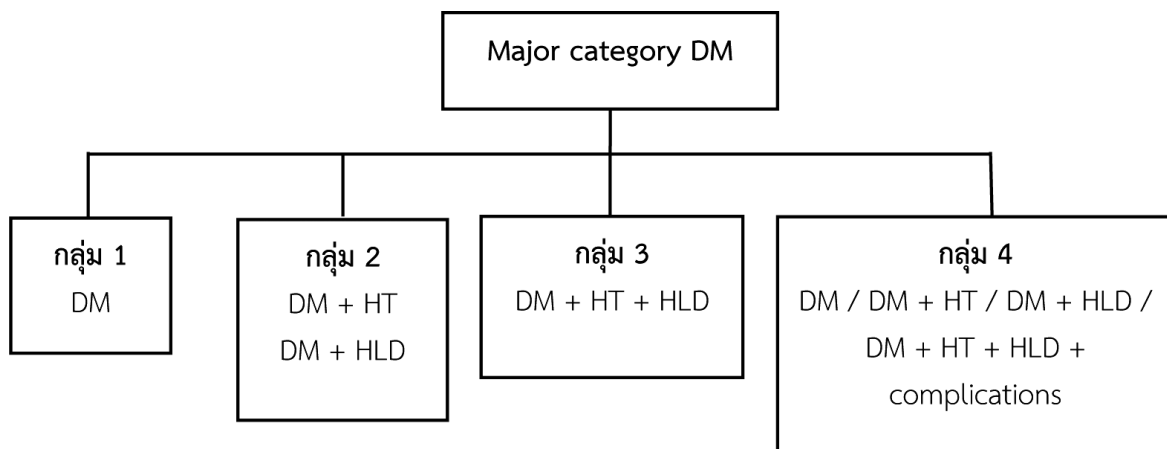 Major category DM
กลุ่ม 1
DM
กลุ่ม 2
DM + HT
DM + HLD
กลุ่ม 3
DM + HT + HLD
กลุ่ม 4
DM / DM + HT / DM + HLD /
DM + HT + HLD +
complications